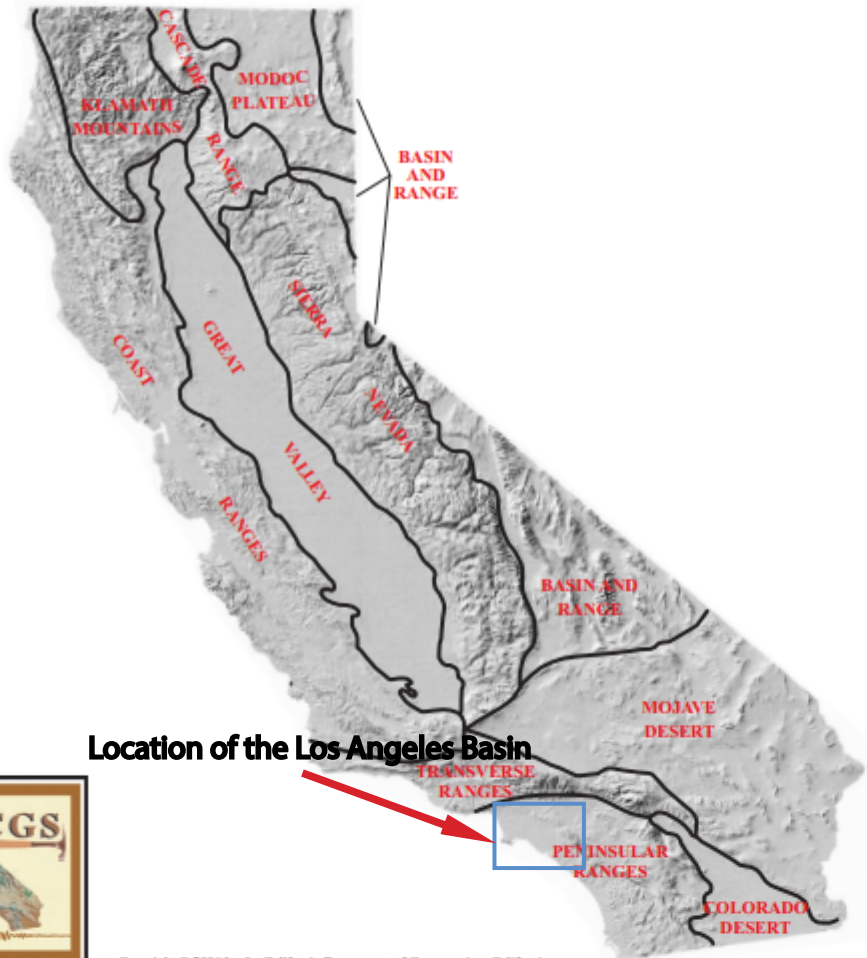 CASCADE
RANGE
MODOC
PLATEAU
KLAMATH
MOUNTAINS
BASIN
AND
RANGE
SIERRA
NEVADA
GREAT
VALLEY
COAST
RANGES
BASIN AND
RANGE
MOJAVE
DESERT
Location of the Los Angeles Basin
TRANSVERSE
RANGES
PENINSULAR
RANGES
COLORADO
DESERT
CGS